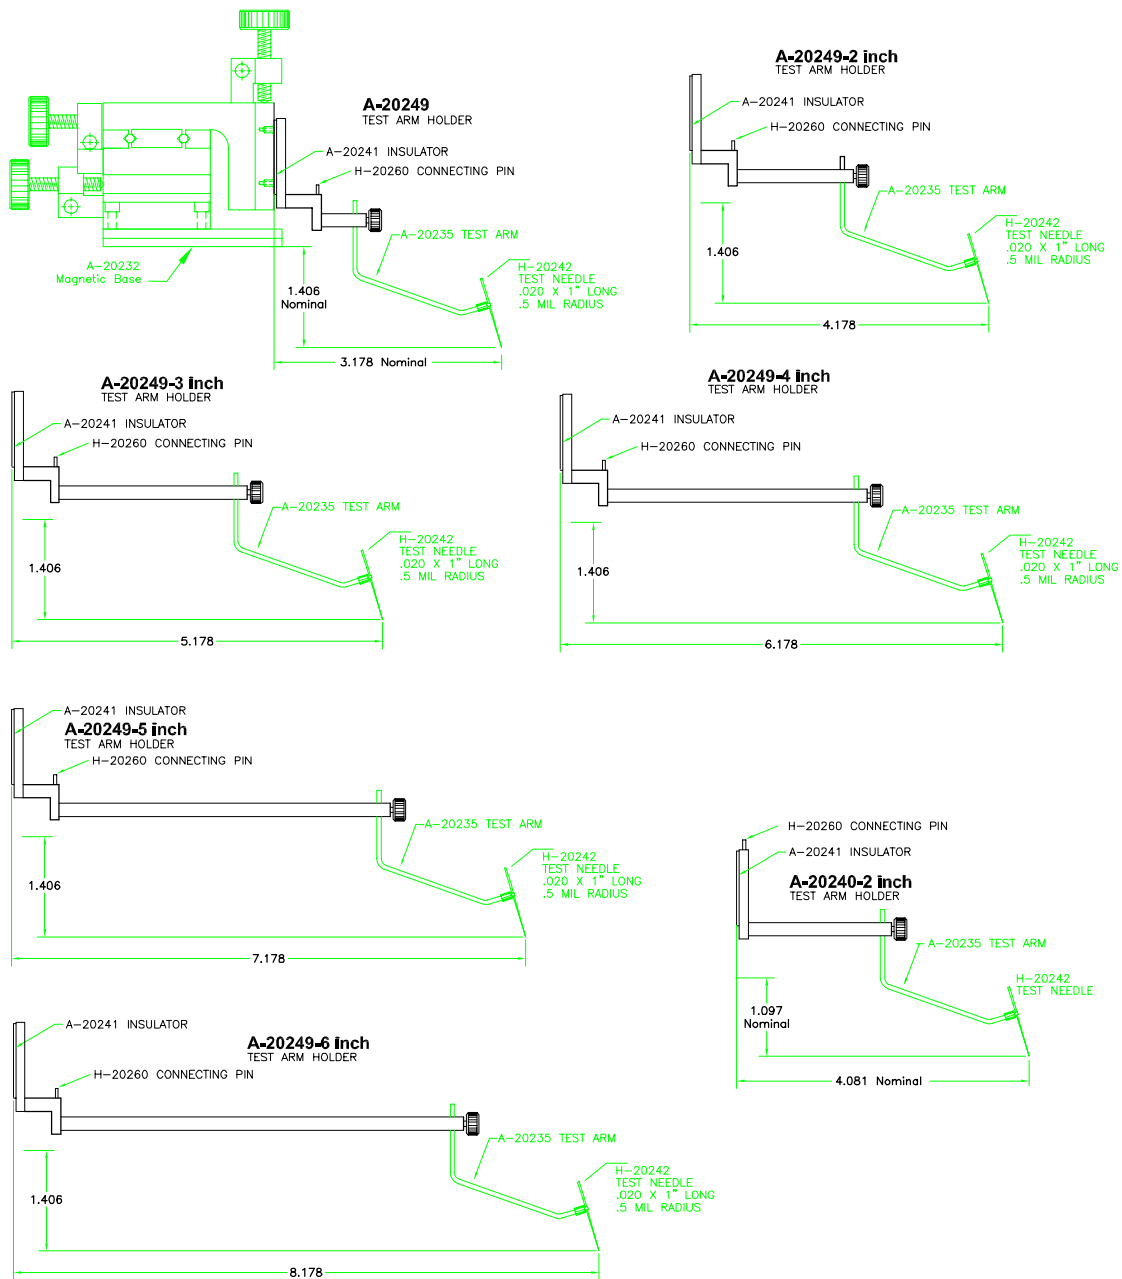 A-20249
TEST ARM HOLDER
A-20241 INSULATOR
H-20260 CONNECTING PIN
A-20235 TEST ARM
A-20232
Magnetic Base
H-20242
TEST NEEDLE
.020 X 1" LONG
.5 MIL RADIUS
1.406
Nominal
3.178 Nominal
A-20249-2 inch
TEST ARM HOLDER
A-20241 INSULATOR
H-20260 CONNECTING PIN
A-20235 TEST ARM
H-20242
TEST NEEDLE
.020 X 1" LONG
.5 MIL RADIUS
1.406
4.178
A-20249-3 inch
TEST ARM HOLDER
A-20241 INSULATOR
H-20260 CONNECTING PIN
A-20235 TEST ARM
H-20242
TEST NEEDLE
.020 X 1" LONG
.5 MIL RADIUS
1.406
5.178
A-20249-4 inch
TEST ARM HOLDER
A-20241 INSULATOR
H-20260 CONNECTING PIN
A-20235 TEST ARM
H-20242
TEST NEEDLE
.020 X 1" LONG
.5 MIL RADIUS
1.406
6.178
A-20241 INSULATOR
A-20249-5 inch
TEST ARM HOLDER
H-20260 CONNECTING PIN
A-20235 TEST ARM
H-20242
TEST NEEDLE
.020 X 1" LONG
.5 MIL RADIUS
1.406
7.178
H-20260 CONNECTING PIN
A-20241 INSULATOR
A-20240-2 inch
TEST ARM HOLDER
A-20235 TEST ARM
H-20242
TEST NEEDLE
1.097
Nominal
4.081 Nominal
A-20241 INSULATOR
A-20249-6 inch
TEST ARM HOLDER
H-20260 CONNECTING PIN
A-20235 TEST ARM
H-20242
TEST NEEDLE
.020 X 1" LONG
.5 MIL RADIUS
1.406
8.178